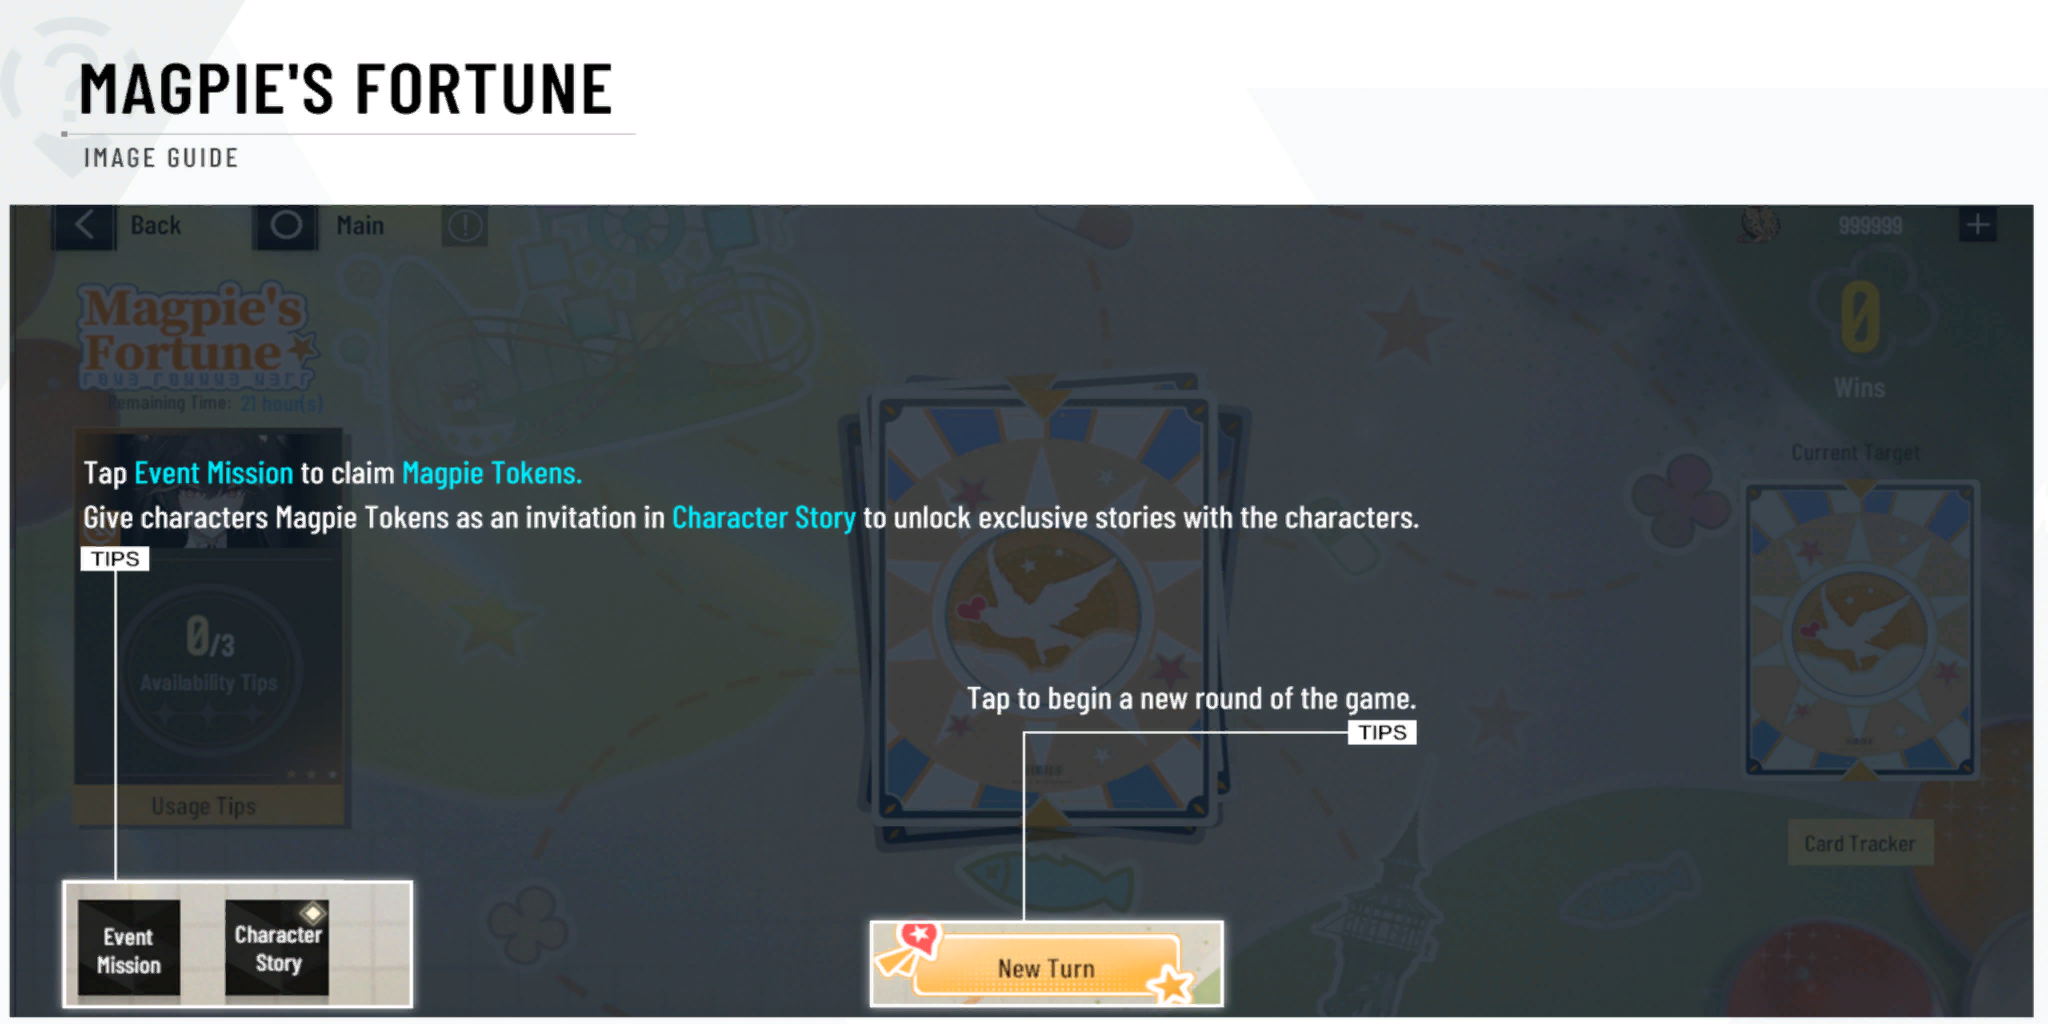 MAGPIE'S FORTUNE
IMAGE GUIDE
Back
Main
999999
Magpie's
Fortune
Remaining Time: 21 hour(s)
0
Wins
Current Target
Tap Event Mission to claim Magpie Tokens.
Give characters Magpie Tokens as an invitation in Character Story to unlock exclusive stories with the characters.
TIPS
0/3
Availability Tips
Tap to begin a new round of the game.
TIPS
Usage Tips
Card Tracker
Event
Mission
Character
Story
New Turn